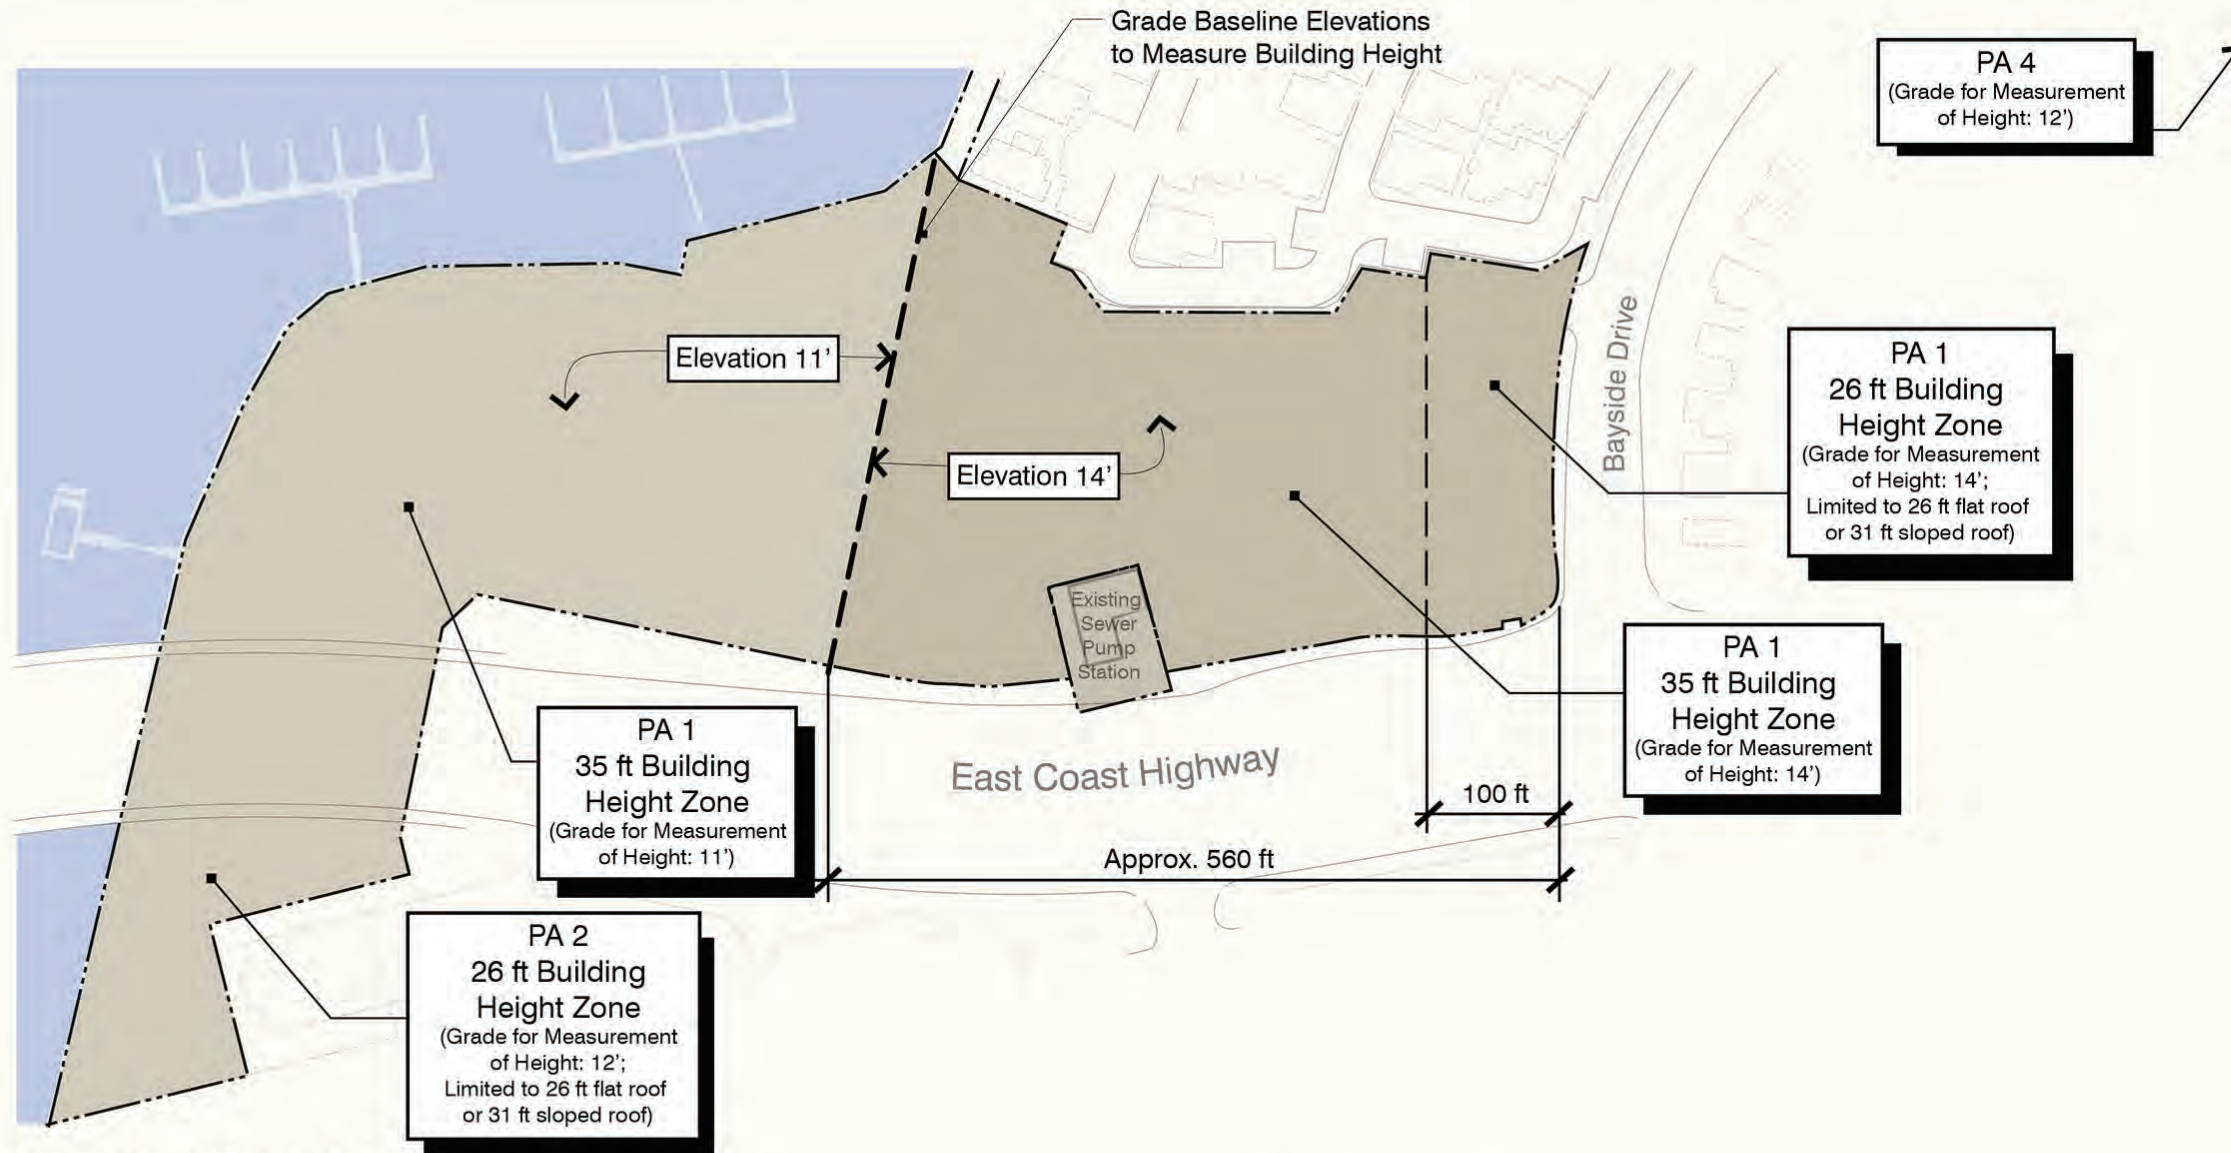 Grade Baseline Elevations
to Measure Building Height
PA 4
(Grade for Measurement
of Height: 12’)
Elevation 11’
Elevation 14’
Bayside Drive
PA 1
26 ft Building
Height Zone
(Grade for Measurement
of Height: 14’;
Limited to 26 ft flat roof
or 31 ft sloped roof)
Existing
Sewer
Pump
Station
PA 1
35 ft Building
Height Zone
(Grade for Measurement
of Height: 14’)
PA 1
35 ft Building
Height Zone
(Grade for Measurement
of Height: 11’)
East Coast Highway
100 ft
Approx. 560 ft
PA 2
26 ft Building
Height Zone
(Grade for Measurement
of Height: 12’;
Limited to 26 ft flat roof
or 31 ft sloped roof)